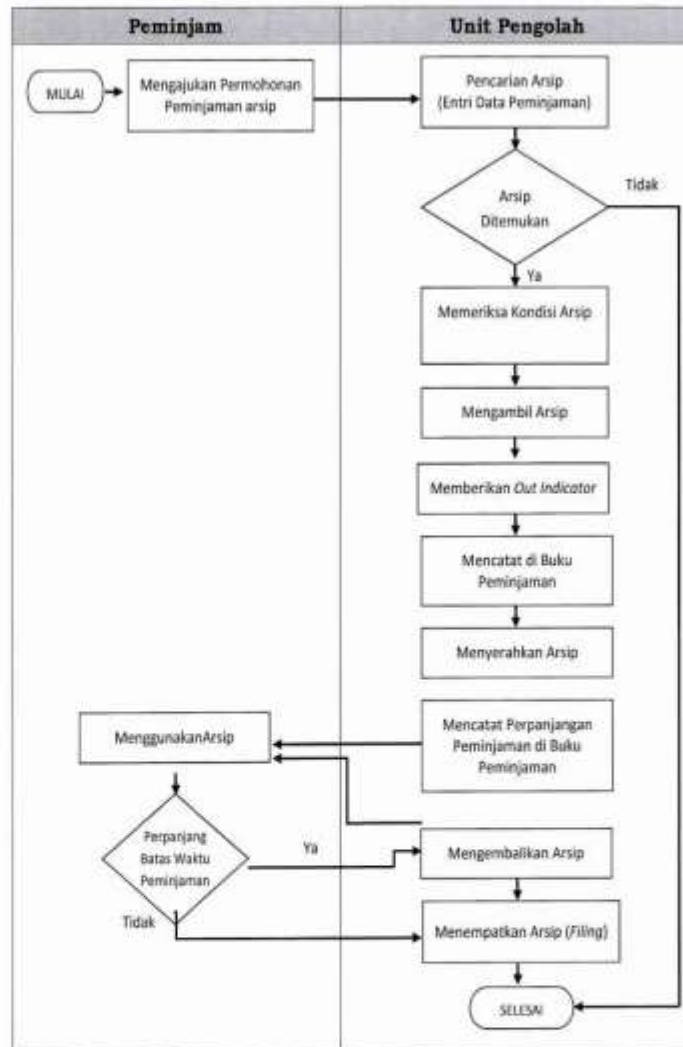 Peminjam
Unit Pengolah
MULAI
Mengajukan Permohonan
Peminjaman arsip
Pencarian Arsip
(Entri Data Peminjaman)
Arsip
Ditemukan
Tidak
Ya
Memeriksa Kondisi Arsip
Mengambil Arsip
Memberikan Out Indicator
Mencatat di Buku
Peminjaman
Menyerahkan Arsip
MenggunakanArsip
Mencatat Perpanjangan
Peminjaman di Buku
Peminjaman
Perpanjang
Batas Waktu
Peminjaman
Ya
Mengembalikan Arsip
Tidak
Menempatkan Arsip (Filing)
SELESAI